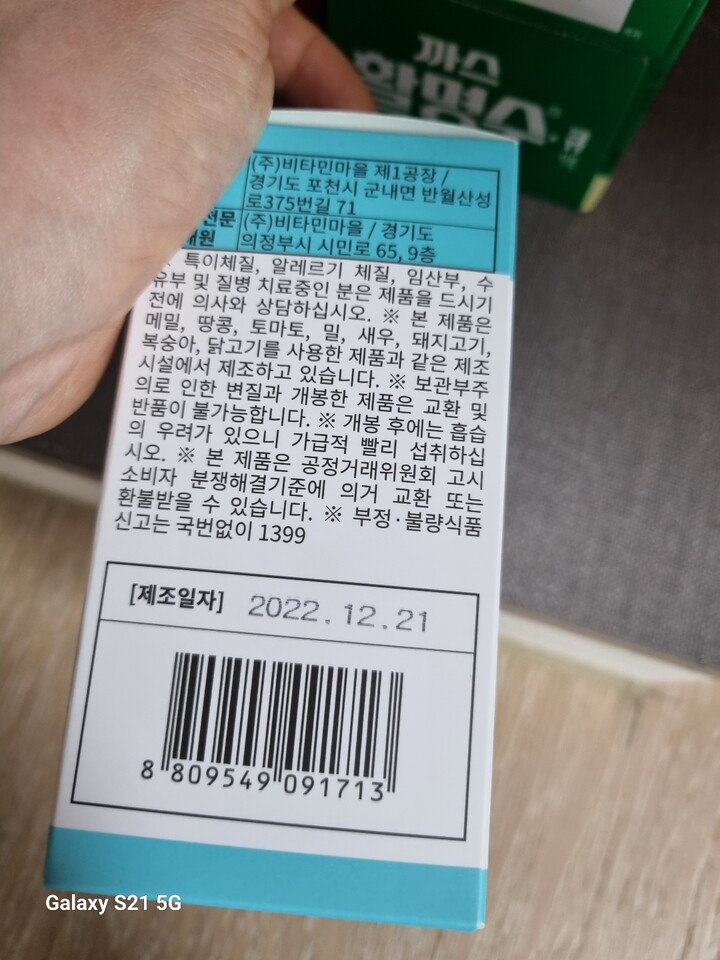 까스
활명수
(주)비타민마을 제1공장 /
경기도 포천시 군내면 반월산성
로375번길 71
전문 (주)비타민마을 / 경기도
매원 의정부시 시민로 65, 9층
특이체질, 알레르기 체질, 임산부, 수
유부 및 질병 치료중인 분은 제품을 드시기
전에 의사와 상담하십시오. ※ 본 제품은
메밀, 땅콩, 토마토, 밀, 새우, 돼지고기,
복숭아, 닭고기를 사용한 제품과 같은 제조
시설에서 제조하고 있습니다. ※ 보관부주
의로 인한 변질과 개봉한 제품은 교환 및
반품이 불가능합니다. ※ 개봉 후에는 흡습
의 우려가 있으니 가급적 빨리 섭취하십
시오. ※ 본 제품은 공정거래위원회 고시
소비자 분쟁해결기준에 의거 교환 또는
환불받을 수 있습니다. ※ 부정·불량식품
신고는 국번없이 1399
[제조일자] 2022.12.21
8 809549 091713
Galaxy S21 5G